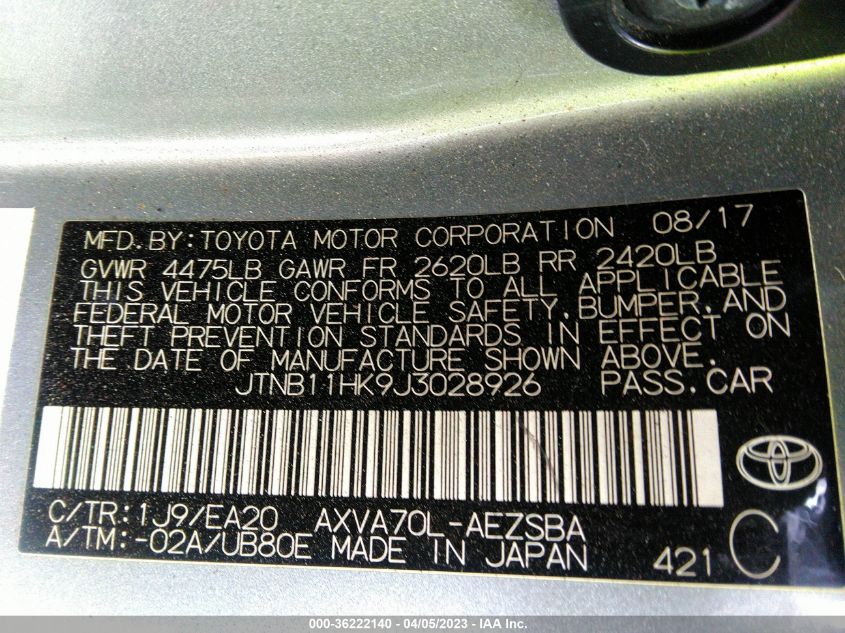 MFD.BY:TOYOTA MOTOR CORPORATION 08/17
GVWR 4475LB GAWR FR 2620LB RR 2420LB
THIS VEHICLE CONFORMS TO ALL APPLICABLE
FEDERAL MOTOR VEHICLE SAFETY,BUMPER,AND
THEFT PREVENTION STANDARDS IN EFFECT ON
THE DATE OF MANUFACTURE SHOWN ABOVE.
JTNB11HK9J3028926 PASS.CAR
C/TR:1J9/EA20 AXVA70L-AEZSBA
A/TM:-02A/UB80E MADE IN JAPAN 421 C
000-36222140 - 04/05/2023 - IAA Inc.